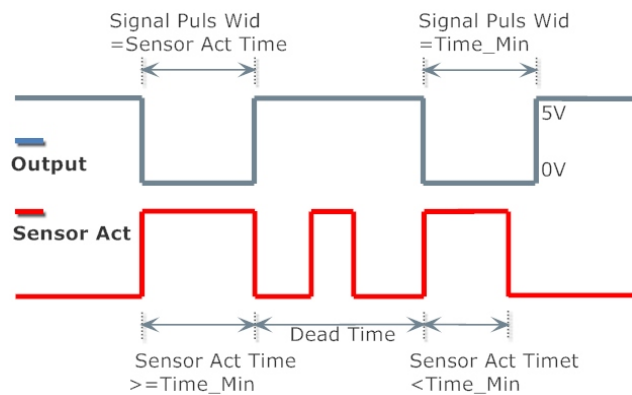 Signal Puls Wid
=Sensor Act Time
Signal Puls Wid
=Time_Min
5V
Output
0V
Sensor Act
Dead Time
Sensor Act Time
>=Time_Min
Sensor Act Timet
<Time_Min